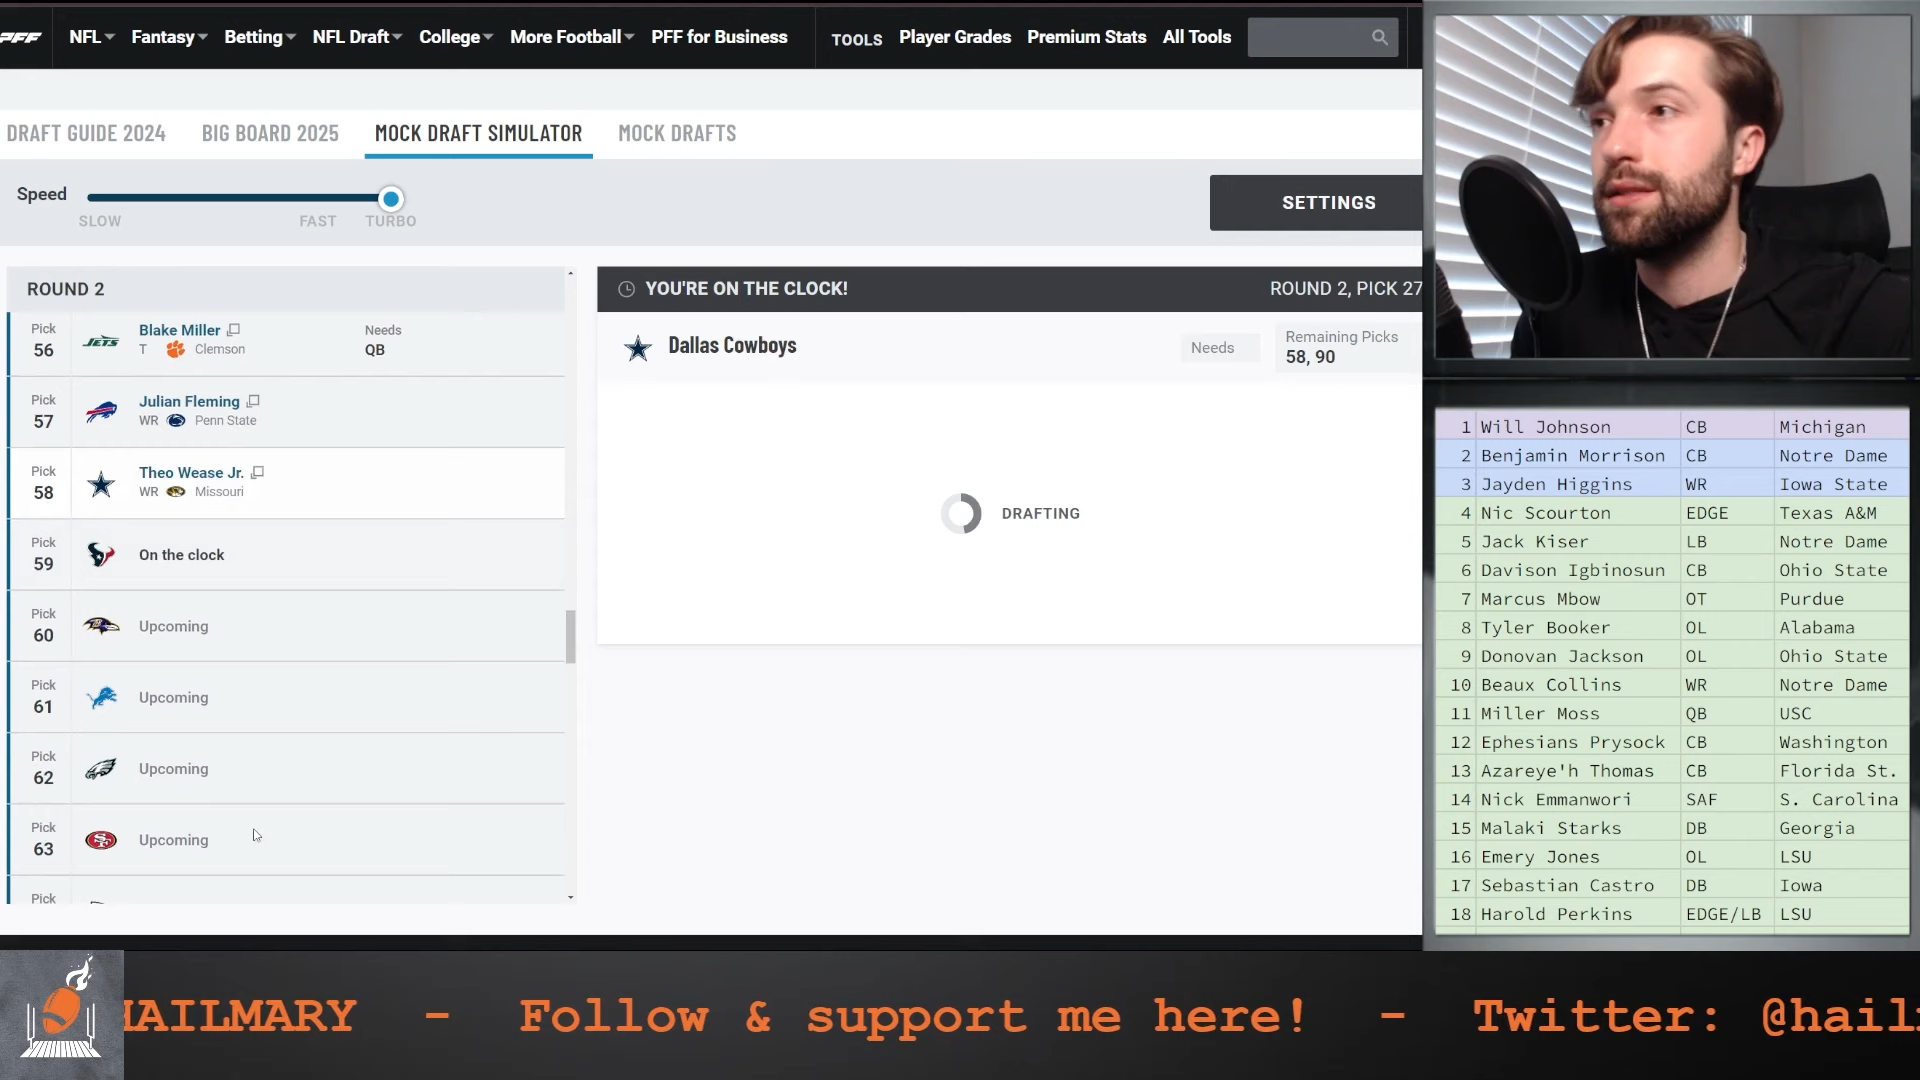 PFF NFL Fantasy Betting NFL Draft College More Football PFF for Business TOOLS Player Grades Premium Stats All Tools
DRAFT GUIDE 2024 BIG BOARD 2025 MOCK DRAFT SIMULATOR MOCK DRAFTS
Speed
SLOW FAST TURBO
SETTINGS
ROUND 2
Pick 56 JETS Blake Miller Needs
T Clemson QB
Pick 57 Julian Fleming
WR Penn State
Pick 58 Theo Wease Jr.
WR Missouri
Pick 59 On the clock
Pick 60 Upcoming
Pick 61 Upcoming
Pick 62 Upcoming
Pick 63 SF Upcoming
Pick
YOU'RE ON THE CLOCK! ROUND 2, PICK 27
Dallas Cowboys Needs Remaining Picks
58, 90
DRAFTING
1 Will Johnson CB Michigan
2 Benjamin Morrison CB Notre Dame
3 Jayden Higgins WR Iowa State
4 Nic Scourton EDGE Texas A&M
5 Jack Kiser LB Notre Dame
6 Davison Igbinosun CB Ohio State
7 Marcus Mbow OT Purdue
8 Tyler Booker OL Alabama
9 Donovan Jackson OL Ohio State
10 Beaux Collins WR Notre Dame
11 Miller Moss QB USC
12 Ephesians Prysock CB Washington
13 Azareye'h Thomas CB Florida St.
14 Nick Emmanwori SAF S. Carolina
15 Malaki Starks DB Georgia
16 Emery Jones OL LSU
17 Sebastian Castro DB Iowa
18 Harold Perkins EDGE/LB LSU
HAILMARY - Follow & support me here! - Twitter: @hail